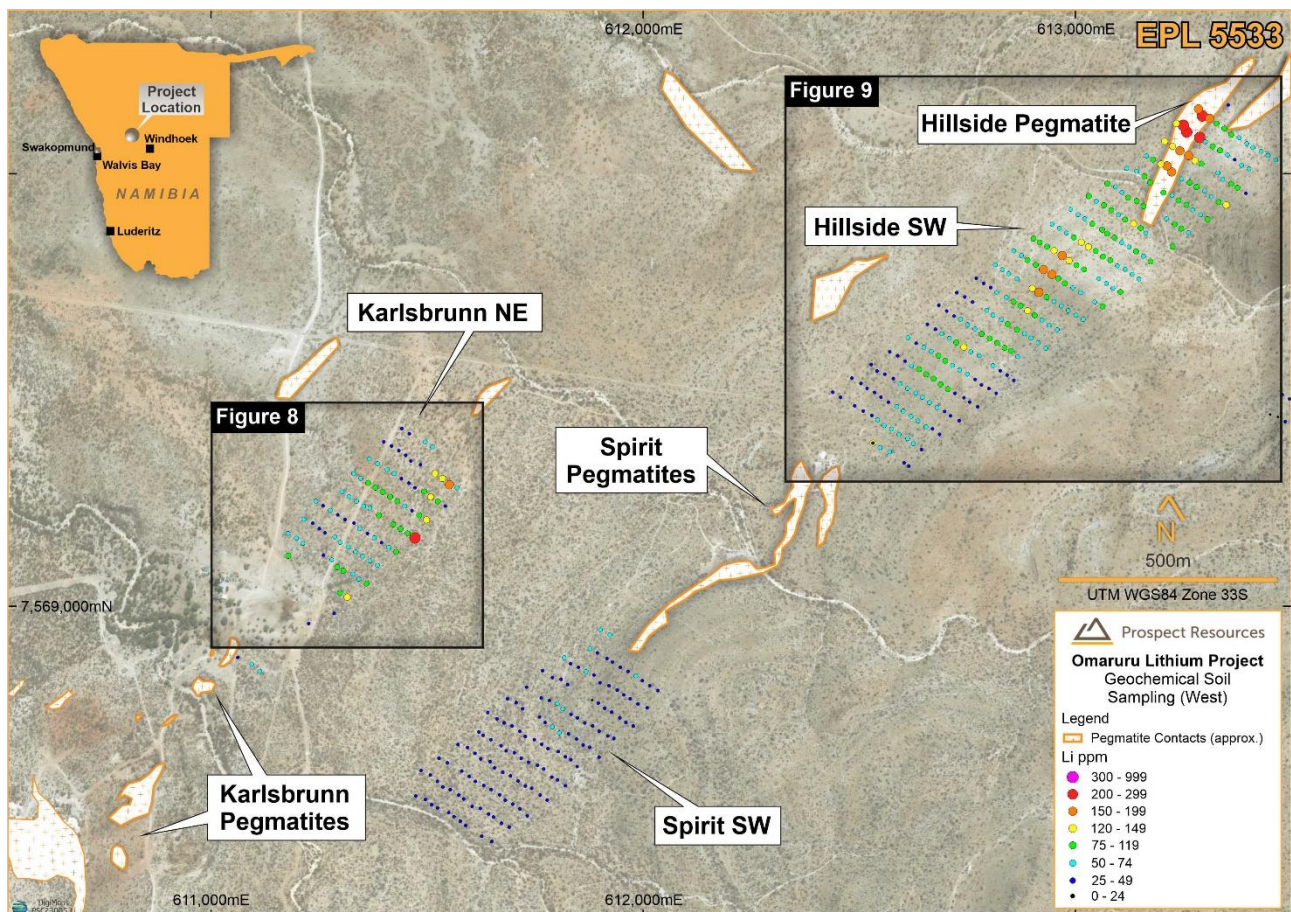 612,000mE
613,000mE
EPL 5533
Project
Location
Windhoek
Swakopmund
Walvis Bay
NAMIBIA
Luderitz
Figure 9
Hillside Pegmatite
Hillside SW
Karlsbrunn NE
Figure 8
Spirit
Pegmatites
N
500m
UTM WGS84 Zone 33S
7,569,000mN
Prospect Resources
Omaruru Lithium Project
Geochemical Soil
Sampling (West)
Legend
Pegmatite Contacts (approx.)
Li ppm
300 - 999
200 - 299
150 - 199
120 - 149
75 - 119
50 - 74
25 - 49
0 - 24
Karlsbrunn
Pegmatites
Spirit SW
611,000mE
612,000mE